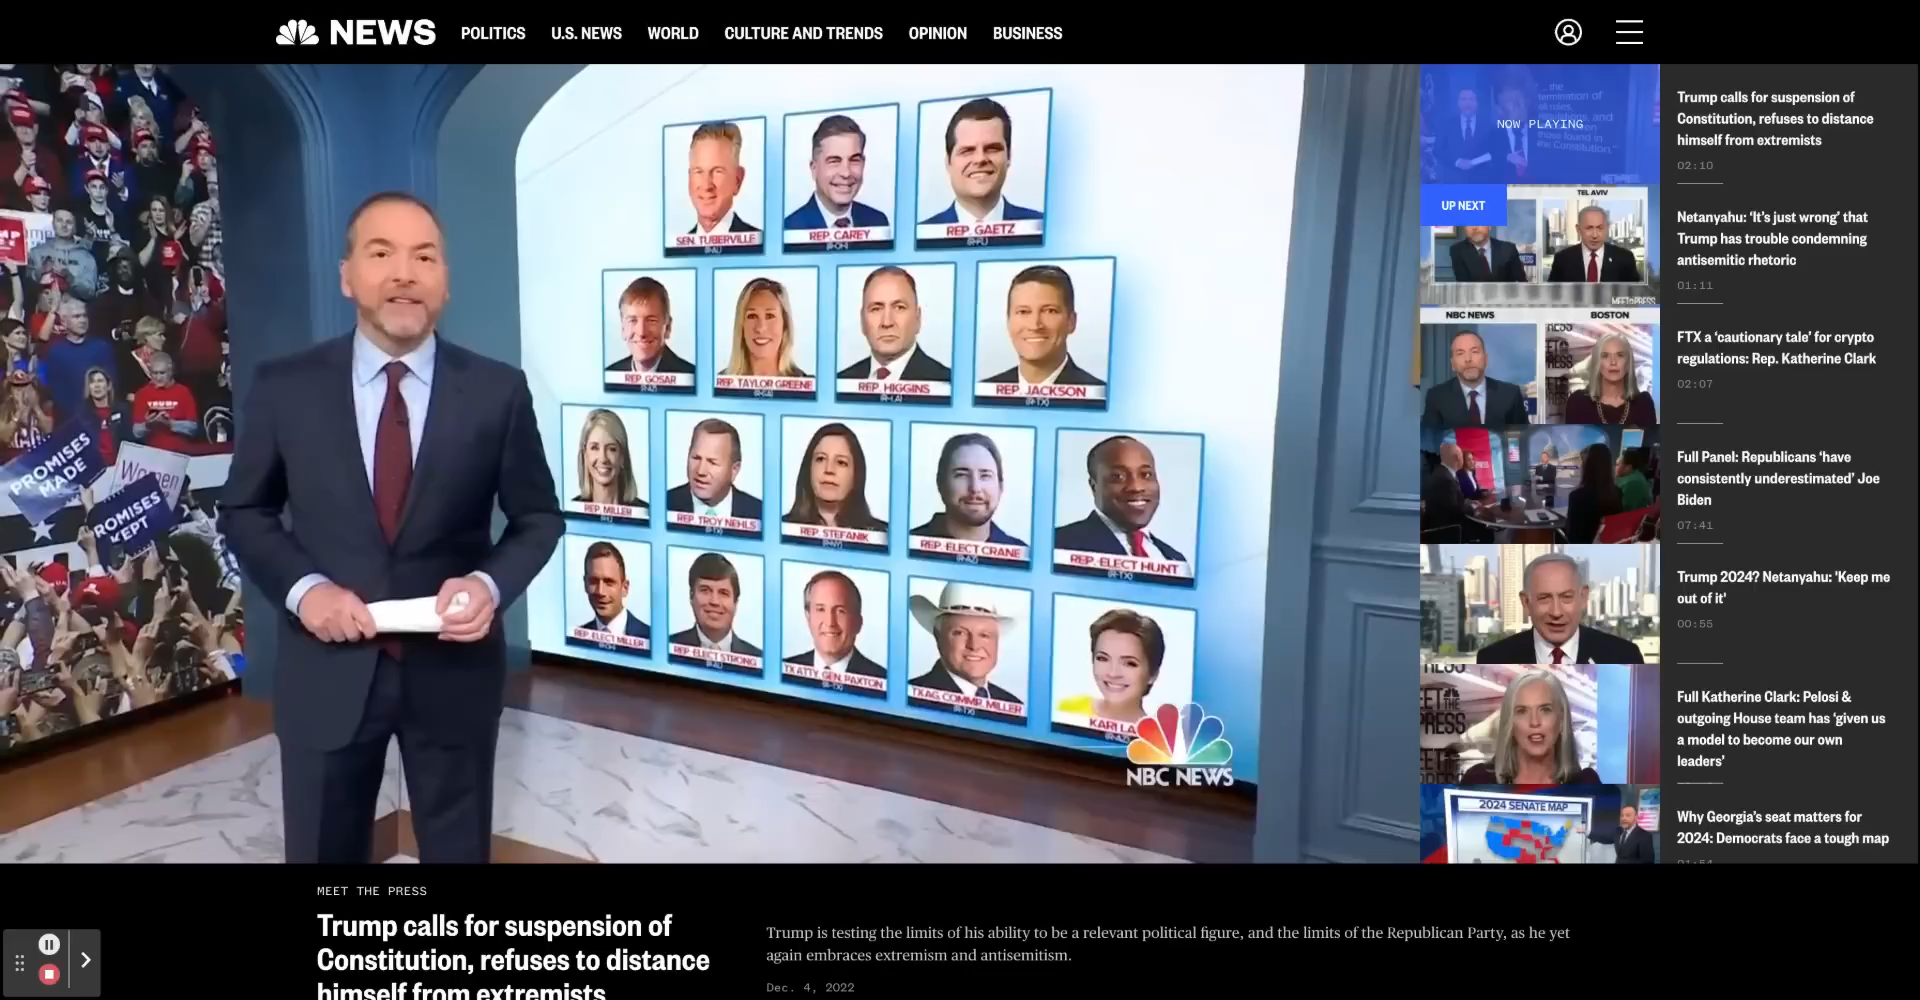 NEWS
POLITICS
U.S. NEWS
WORLD
CULTURE AND TRENDS
OPINION
BUSINESS
SEN. TUBERVILLE
REP. CAREY
REP. GAETZ
REP. GOSAR
REP. TAYLOR GREENE
REP. HIGGINS
REP. JACKSON
REP. MILLER
REP. TROY NEHLS
REP. STEFANIK
REP. ELECT CRANE
REP. ELECT HUNT
REP. ELECT MILLER
REP. ELECT STRONG
TX ATTY. GEN. PAXTON
TX AG. COMMR. MILLER
KARI LA
NBC NEWS
PROMISES
MADE
Women
PROMISES
KEPT
TRUMP
NOW PLAYING
Trump calls for suspension of
Constitution, refuses to distance
himself from extremists
02:10
UP NEXT
TEL AVIV
MEET THE PRESS
Netanyahu: ‘It’s just wrong’ that
Trump has trouble condemning
antisemitic rhetoric
01:11
NBC NEWS
BOSTON
FTX a ‘cautionary tale’ for crypto
regulations: Rep. Katherine Clark
02:07
Full Panel: Republicans ‘have
consistently underestimated’ Joe
Biden
07:41
Trump 2024? Netanyahu: 'Keep me
out of it'
00:55
Full Katherine Clark: Pelosi &
outgoing House team has ‘given us
a model to become our own
leaders’
2024 SENATE MAP
Why Georgia’s seat matters for
2024: Democrats face a tough map
MEET THE PRESS
Trump calls for suspension of
Constitution, refuses to distance
himself from extremists
Trump is testing the limits of his ability to be a relevant political figure, and the limits of the Republican Party, as he yet
again embraces extremism and antisemitism.
Dec. 4, 2022